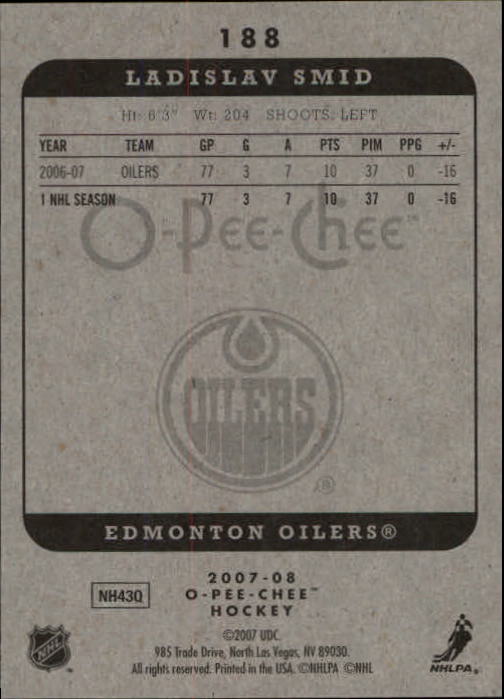 188
LADISLAV SMID
Ht: 6'3" Wt: 204 SHOOTS: LEFT
YEAR TEAM GP G A PTS PIM PPG +/-
2006-07 OILERS 77 3 7 10 37 0 -16
1 NHL SEASON 77 3 7 10 37 0 -16
O-Pee-Chee™
OILERS
®
EDMONTON OILERS®
2007-08
NH43Q O-PEE-CHEE™
HOCKEY
©2007 UDC.
985 Trade Drive, North Las Vegas, NV 89030.
All rights reserved. Printed in the USA. ©NHLPA ©NHL
NHL
NHLPA®